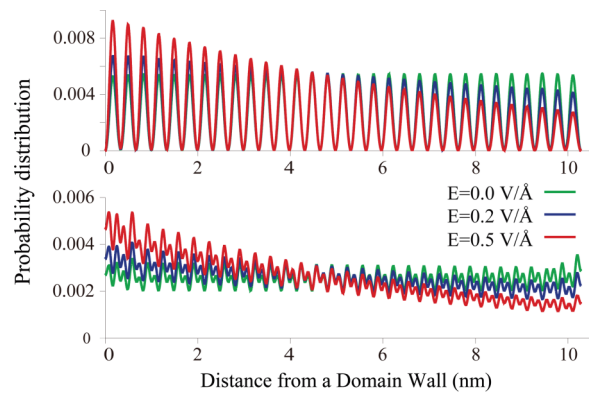 0.008
0.004
0
0 2 4 6 8 10
Probability distribution
0.006
0.004
0.002
0
E=0.0 V/Å
E=0.2 V/Å
E=0.5 V/Å
0 2 4 6 8 10
Distance from a Domain Wall (nm)